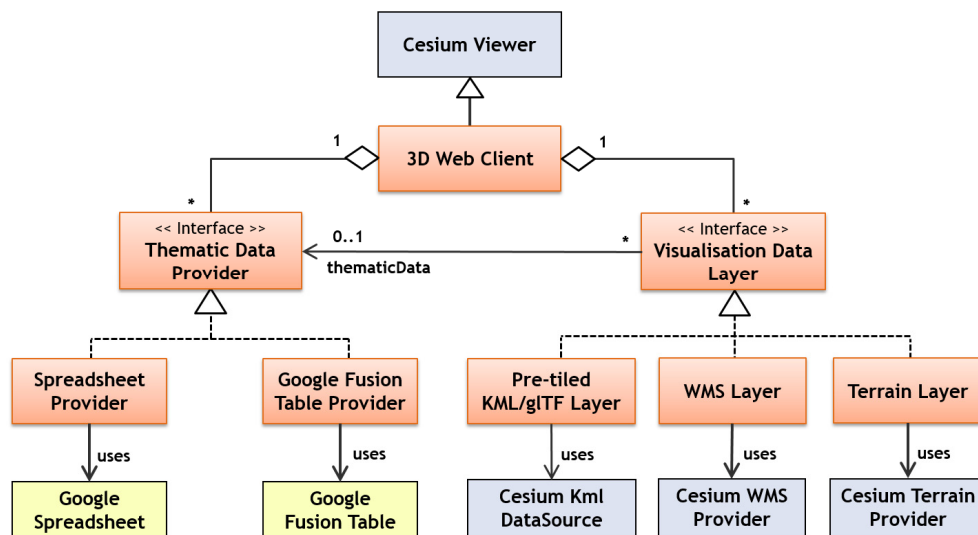 Cesium Viewer
1
3D Web Client
1
*
*
<< Interface >>
Thematic Data
Provider
0..1
thematicData
*
<< Interface >>
Visualisation Data
Layer
Spreadsheet
Provider
Google Fusion
Table Provider
Pre-tiled
KML/glTF Layer
WMS Layer
Terrain Layer
uses
uses
uses
uses
uses
Google
Spreadsheet
Google
Fusion Table
Cesium Kml
DataSource
Cesium WMS
Provider
Cesium Terrain
Provider